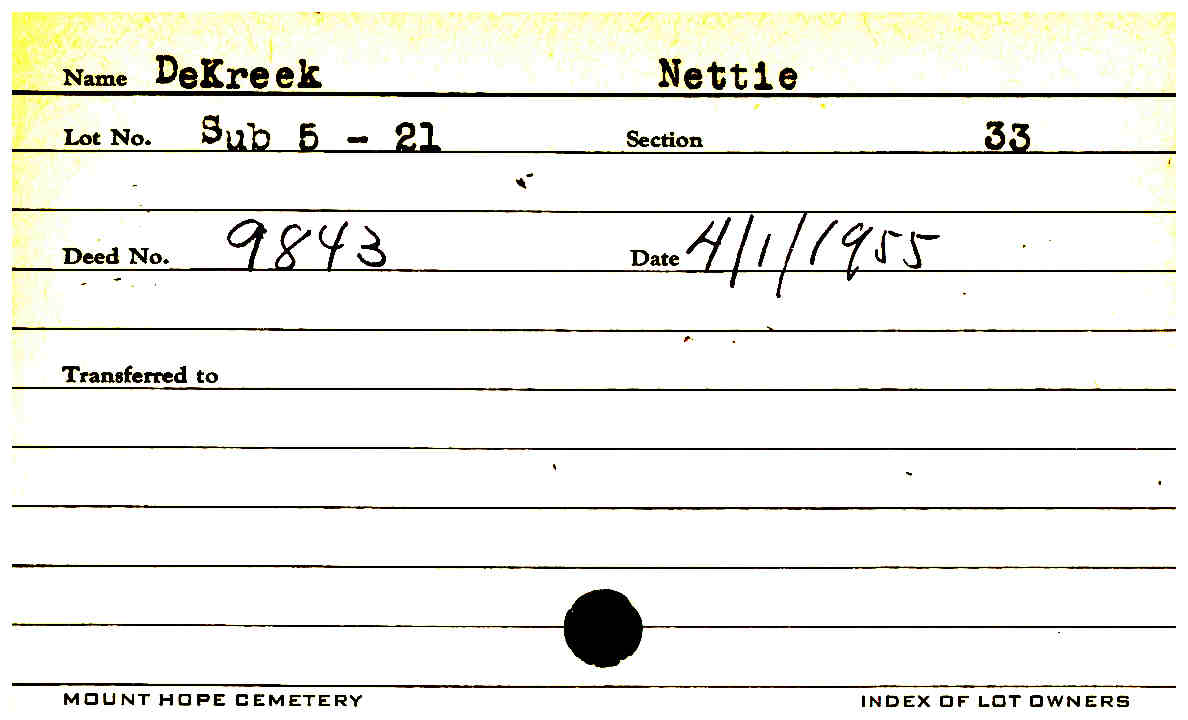 Name DeKreek Nettie
Lot No. Sub 5 - 21 Section 33
Deed No. 9843 Date 4/1/1955
Transferred to
MOUNT HOPE CEMETERY INDEX OF LOT OWNERS